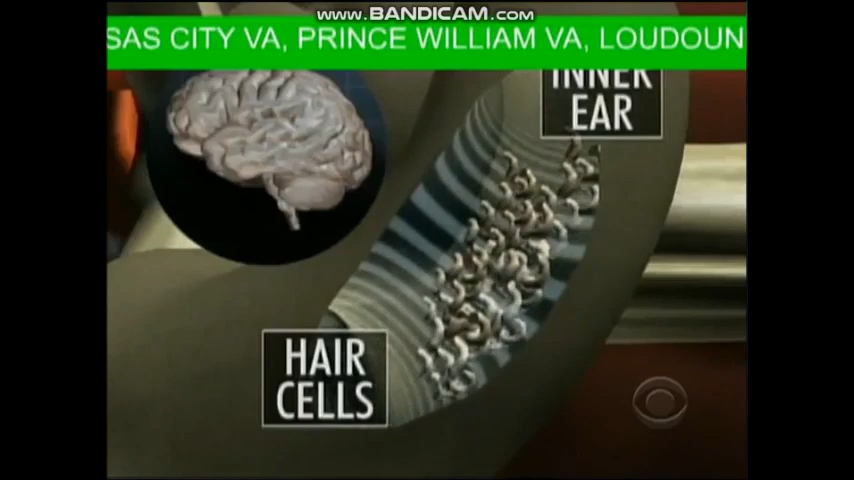 www.BANDICAM.com
SAS CITY VA, PRINCE WILLIAM VA, LOUDOUN
INNER
EAR
HAIR
CELLS